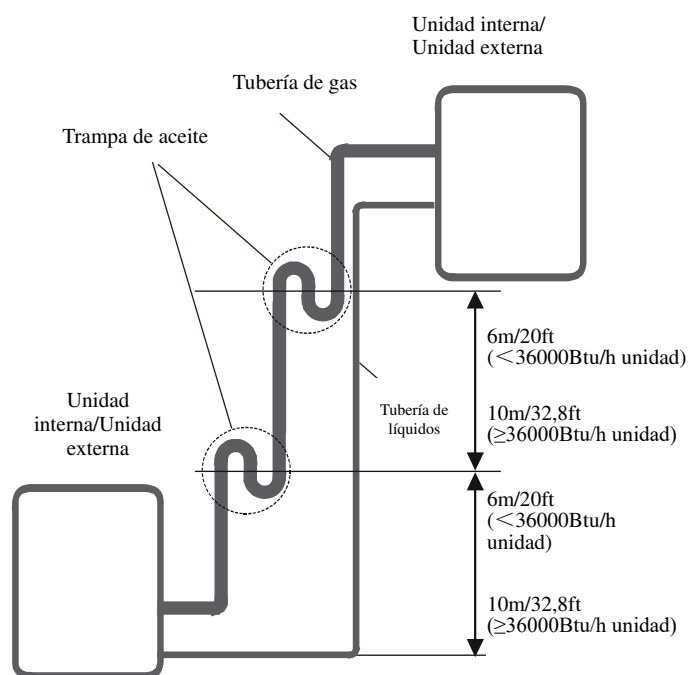 Unidad interna/
Unidad externa
Tubería de gas
Trampa de aceite
6m/20ft
(<36000Btu/h unidad)
Unidad
interna/Unidad
externa
Tubería de
líquidos
10m/32,8ft
(≥36000Btu/h unidad)
6m/20ft
(<36000Btu/h
unidad)
10m/32,8ft
(≥36000Btu/h unidad)